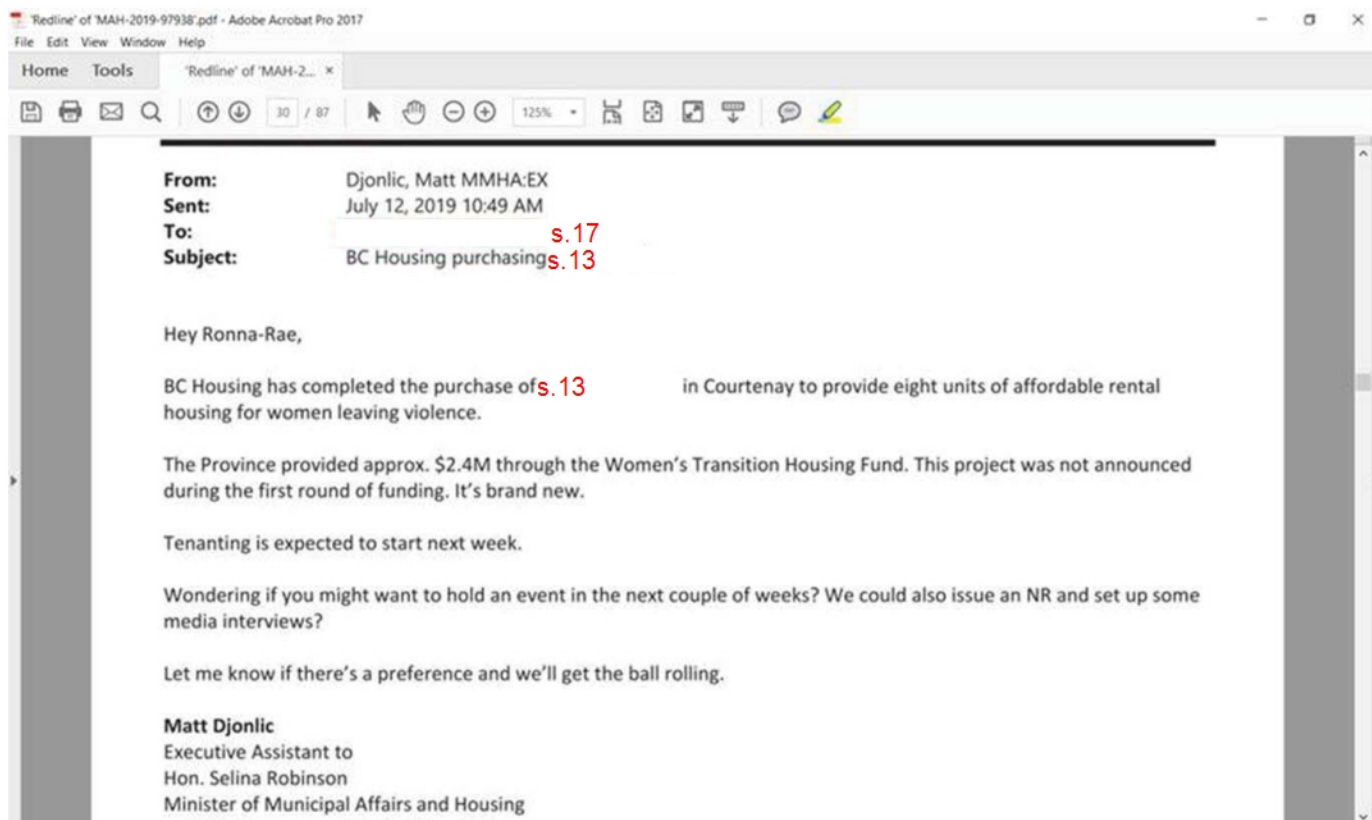 'Redline' of 'MAH-2019-97938'.pdf - Adobe Acrobat Pro 2017
File Edit View Window Help
Home Tools 'Redline' of 'MAH-2... ×
30 / 87 125%
From: Djonlic, Matt MMHA:EX
Sent: July 12, 2019 10:49 AM
To: s.17
Subject: BC Housing purchasing s.13
Hey Ronna-Rae,
BC Housing has completed the purchase of s.13 in Courtenay to provide eight units of affordable rental
housing for women leaving violence.
The Province provided approx. $2.4M through the Women's Transition Housing Fund. This project was not announced
during the first round of funding. It's brand new.
Tenanting is expected to start next week.
Wondering if you might want to hold an event in the next couple of weeks? We could also issue an NR and set up some
media interviews?
Let me know if there's a preference and we'll get the ball rolling.
Matt Djonlic
Executive Assistant to
Hon. Selina Robinson
Minister of Municipal Affairs and Housing